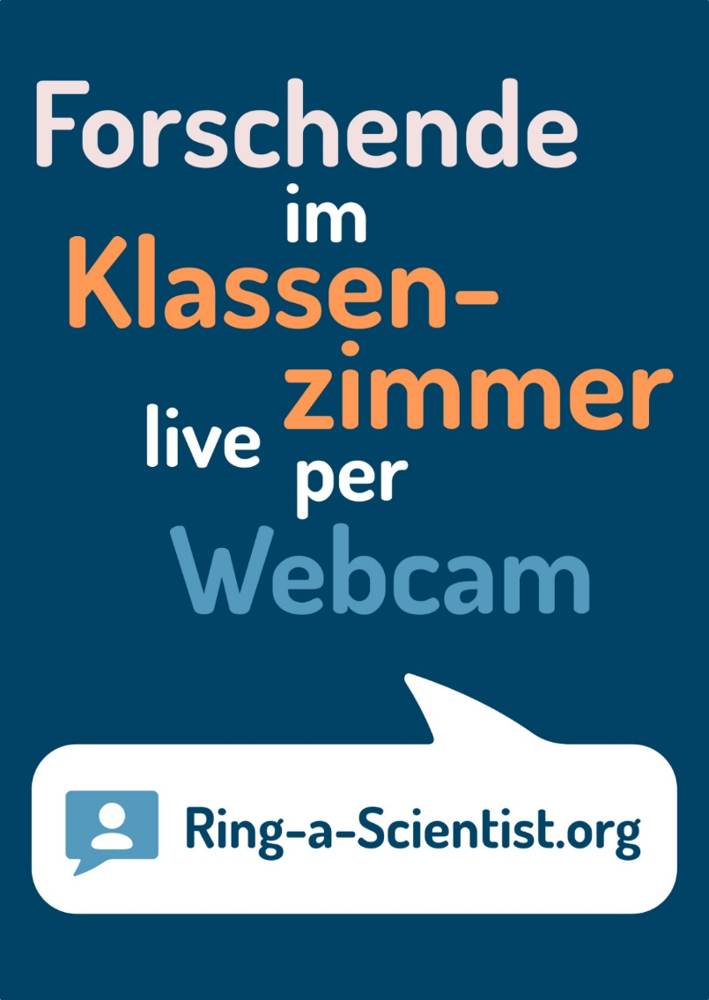 Forschende
im
Klassen-
zimmer
live
per
Webcam
Ring-a-Scientist.org